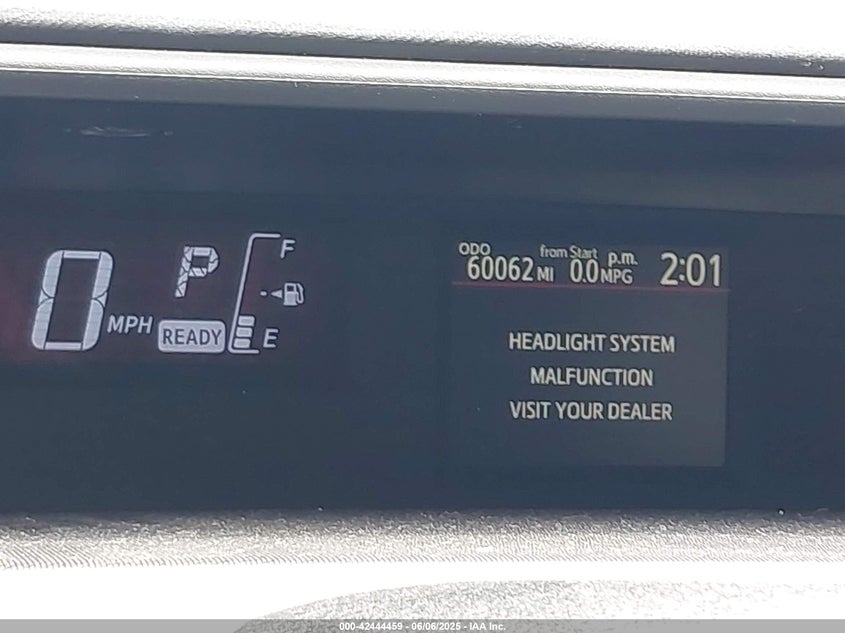 0 MPH
P
READY
F
E
ODO 60062 MI
from Start 0.0 MPG
p.m. 2:01
HEADLIGHT SYSTEM
MALFUNCTION
VISIT YOUR DEALER
000-42444459 - 06/06/2025 - IAA Inc.